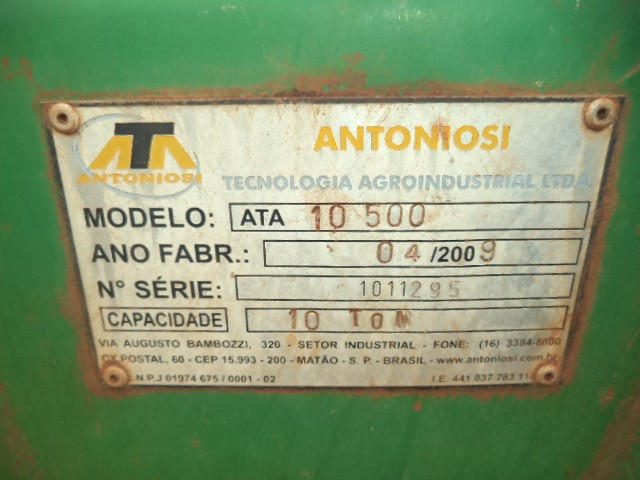 ATA
ANTONIOSI
ANTONIOSI
TECNOLOGIA AGROINDUSTRIAL LTDA
MODELO: ATA 10 500
ANO FABR.: 04/2009
N° SÉRIE: 1011295
CAPACIDADE 10 TON
VIA AUGUSTO BAMBOZZI, 320 - SETOR INDUSTRIAL - FONE: (16) 3384-8000
CX POSTAL, 60 - CEP 15.993 - 200 - MATÃO - S. P. - BRASIL - www.antoniosi.com.br
N.P.J 01974 675 / 0001 - 02 I.E. 441 037 783 11